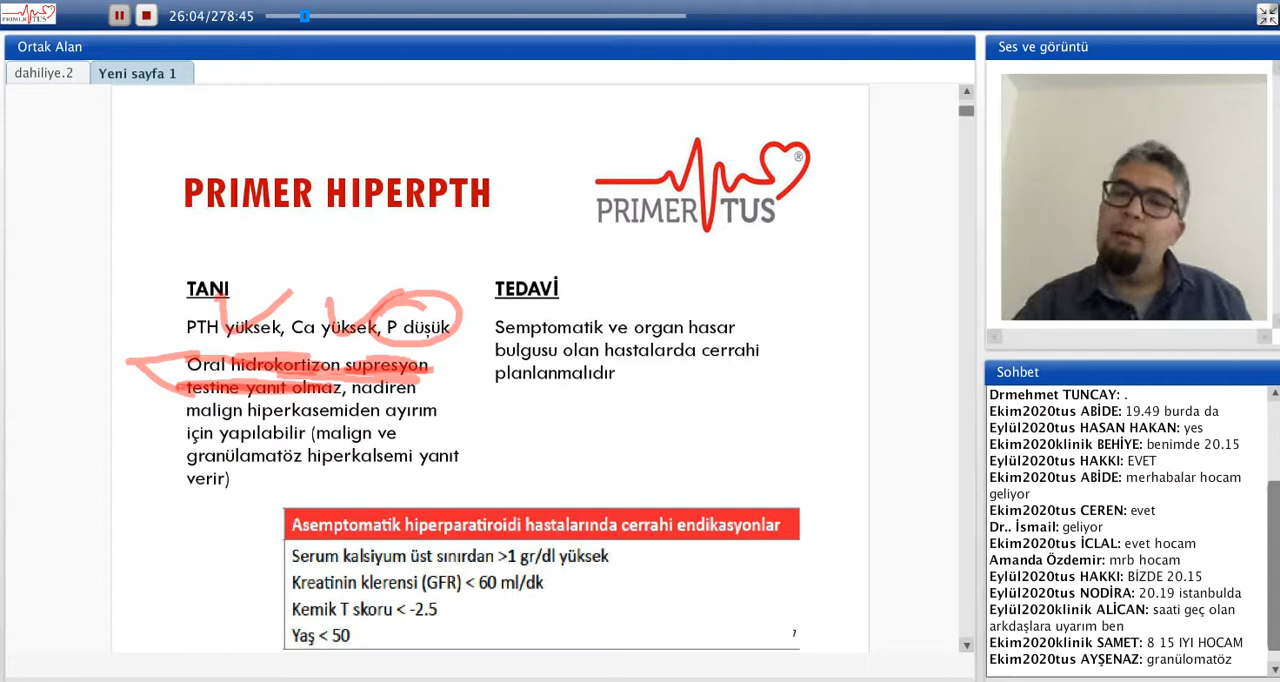 PRIMER TUS
26:04/278:45
Ortak Alan
dahiliye.2
Yeni sayfa 1
PRIMER HIPERPTH
PRIMER TUS
®
TANI
PTH yüksek, Ca yüksek, P düşük
Oral hidrokortizon supresyon
testine yanıt olmaz, nadiren
malign hiperkasemiden ayırım
için yapılabilir (malign ve
granülamatöz hiperkalsemi yanıt
verir)
TEDAVİ
Semptomatik ve organ hasar
bulgusu olan hastalarda cerrahi
planlanmalıdır
Asemptomatik hiperparatiroidi hastalarında cerrahi endikasyonlar
Serum kalsiyum üst sınırdan >1 gr/dl yüksek
Kreatinin klerensi (GFR) < 60 ml/dk
Kemik T skoru < -2.5
Yaş < 50
7
Ses ve görüntü
Sohbet
Drmehmet TUNCAY: .
Ekim2020tus ABİDE: 19.49 burda da
Eylül2020tus HASAN HAKAN: yes
Ekim2020klinik BEHİYE: benimde 20.15
Eylül2020tus HAKKI: EVET
Ekim2020tus ABİDE: merhabalar hocam
geliyor
Ekim2020tus CEREN: evet
Dr.. İsmail: geliyor
Ekim2020tus İCLAL: evet hocam
Amanda Özdemir: mrb hocam
Eylül2020tus HAKKI: BİZDE 20.15
Eylül2020tus NODİRA: 20.19 istanbulda
Eylül2020klinik ALİCAN: saati geç olan
arkdaşlara uyarım ben
Ekim2020klinik SAMET: 8 15 IYI HOCAM
Ekim2020tus AYŞENAZ: granülomatöz